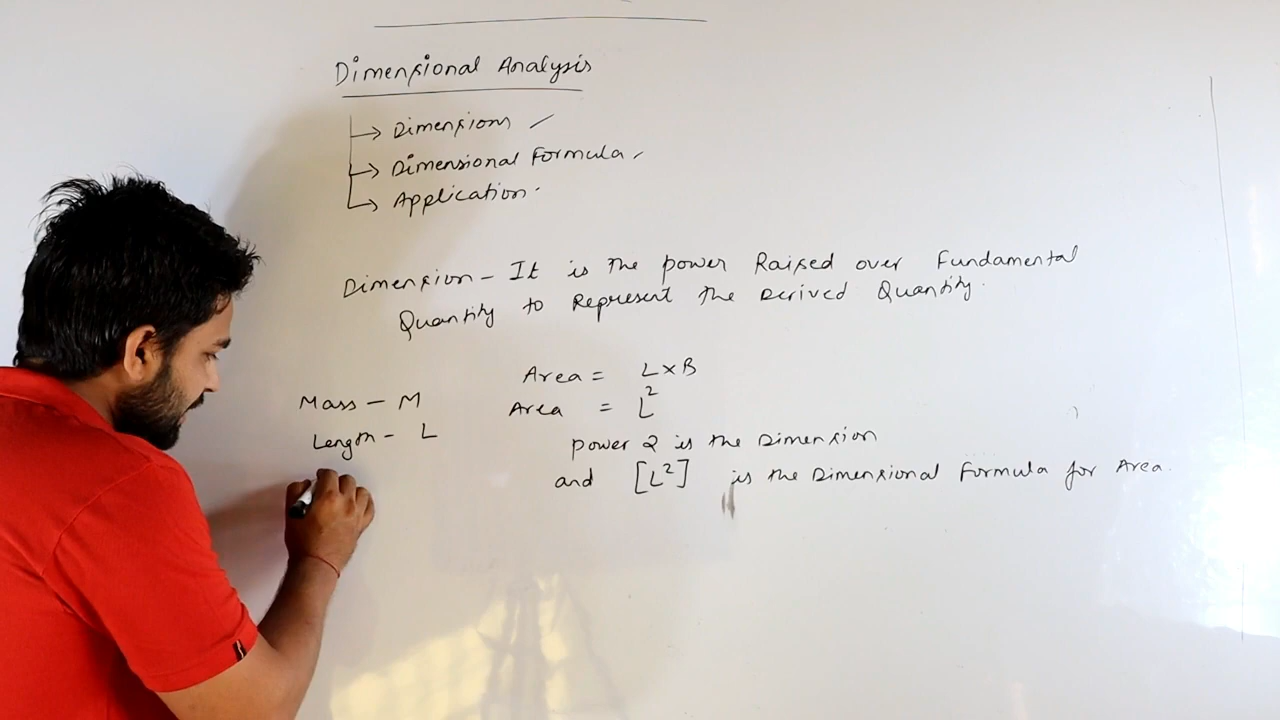 Dimensional Analysis
→ Dimensions
→ Dimensional Formula
→ Application
Dimension - It is the power Raised over Fundamental
Quantity to Represent the Derived Quantity.
Area = L×B
Mass - M
Area = L²
Length - L
power 2 is the Dimension
and [L²] is the Dimensional Formula for Area.